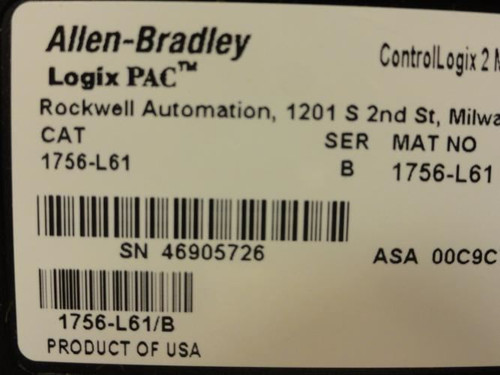 Allen-Bradley
ControlLogix 2
Logix PAC™
Rockwell Automation, 1201 S 2nd St,
CAT SER MAT NO
1756-L61 B 1756-L61
SN 46905726
ASA 00C9C
1756-L61/B
PRODUCT OF USA